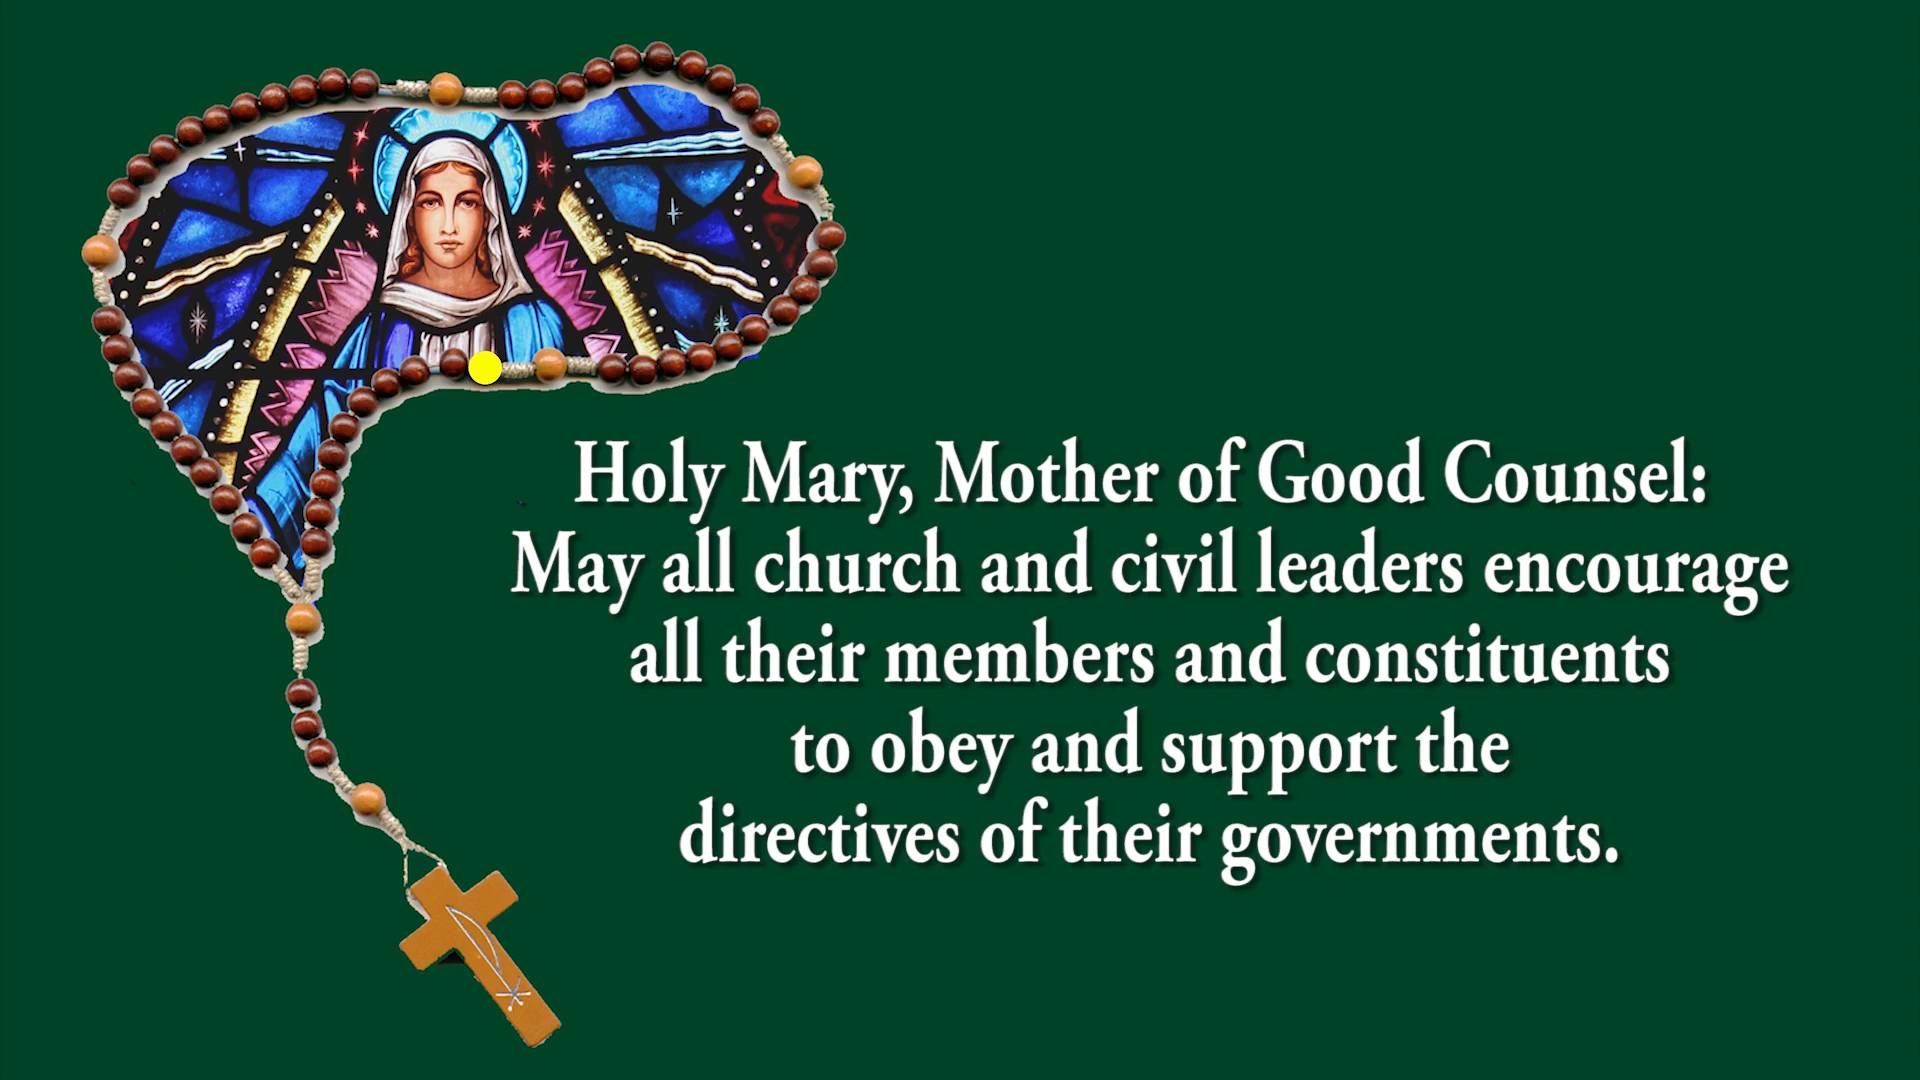 Holy Mary, Mother of Good Counsel:
May all church and civil leaders encourage
all their members and constituents
to obey and support the
directives of their governments.